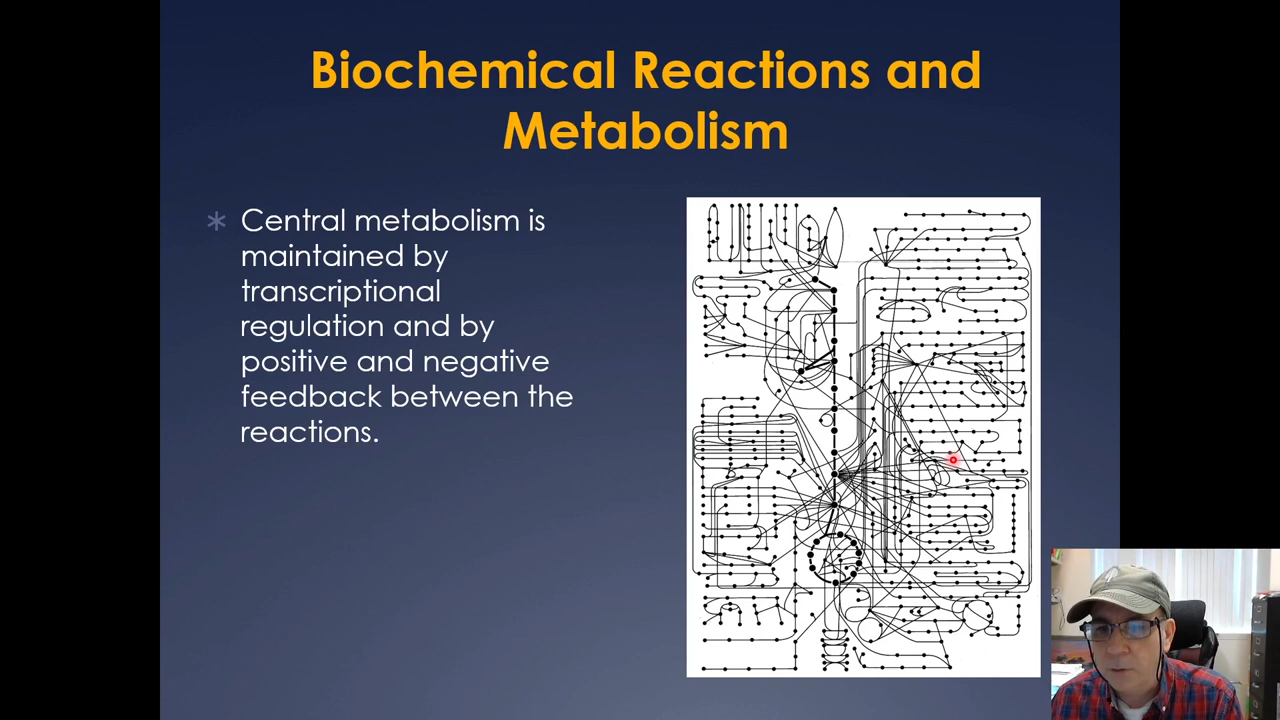 Biochemical Reactions and
Metabolism
Central metabolism is
maintained by
transcriptional
regulation and by
positive and negative
feedback between the
reactions.